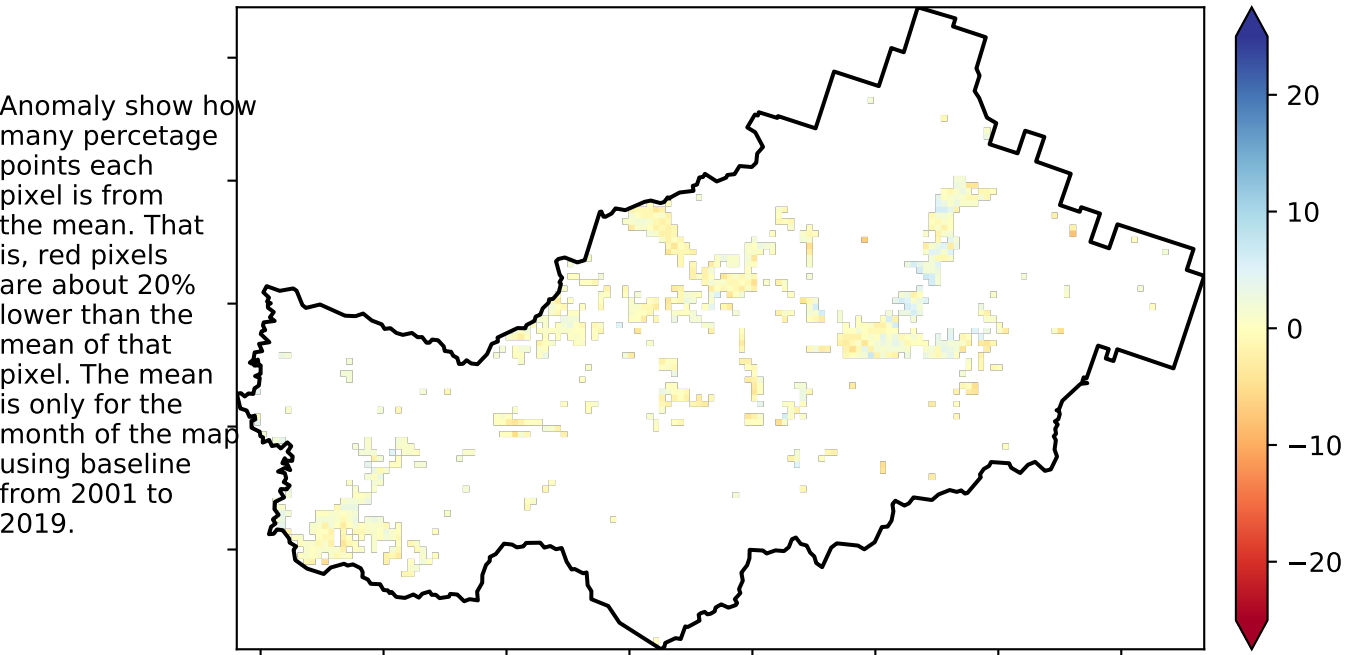 Anomaly show how
many percetage
points each
pixel is from
the mean. That
is, red pixels
are about 20%
lower than the
mean of that
pixel. The mean
is only for the
month of the map
using baseline
from 2001 to
2019.
20
10
0
−10
−20